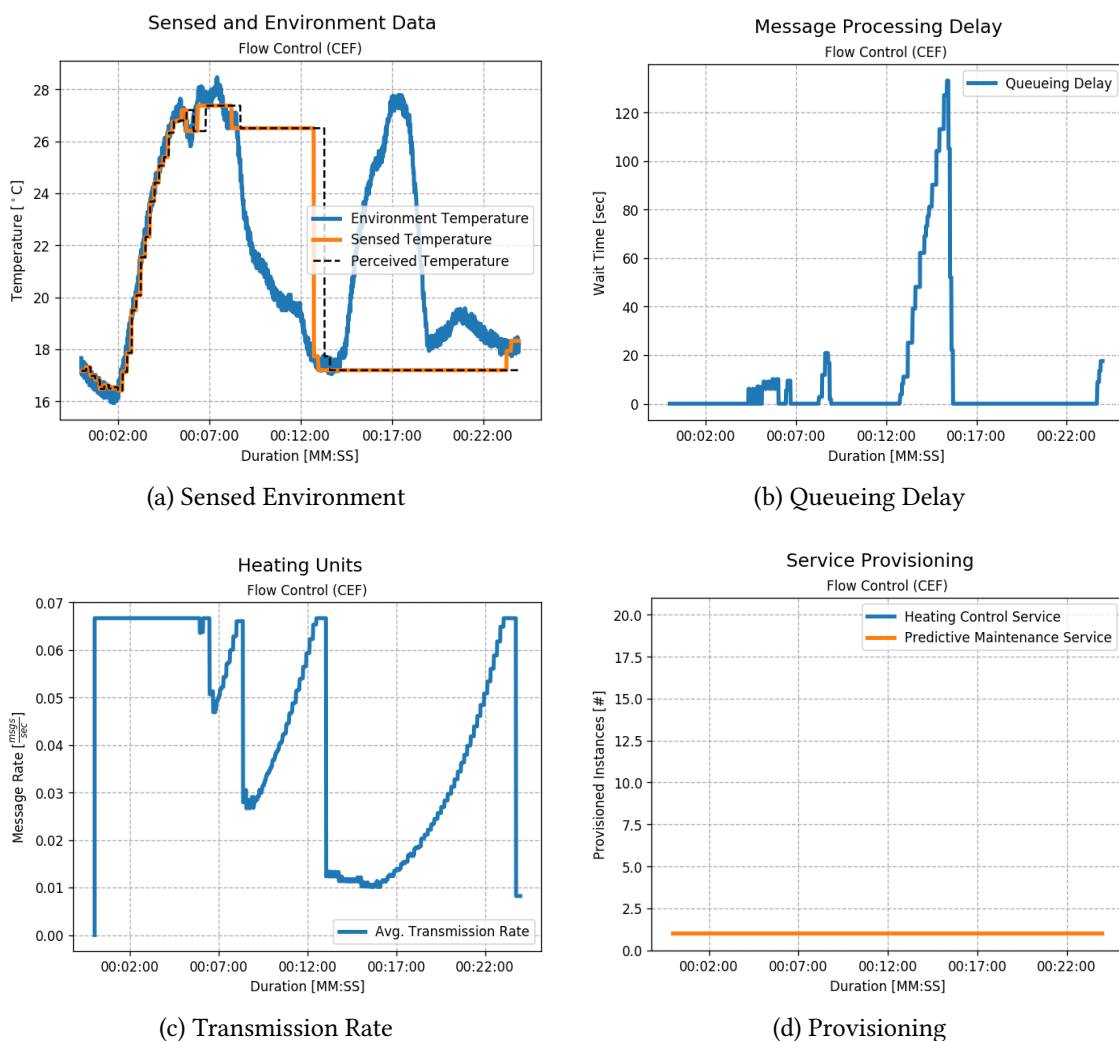 Sensed and Environment Data
Flow Control (CEF)
28
26
24
22
20
18
16
Temperature [°C]
Environment Temperature
Sensed Temperature
Perceived Temperature
00:02:00 00:07:00 00:12:00 00:17:00 00:22:00
Duration [MM:SS]
(a) Sensed Environment
Message Processing Delay
Flow Control (CEF)
120
100
80
60
40
20
0
Wait Time [sec]
Queueing Delay
00:02:00 00:07:00 00:12:00 00:17:00 00:22:00
Duration [MM:SS]
(b) Queueing Delay
Heating Units
Flow Control (CEF)
0.07
0.06
0.05
0.04
0.03
0.02
0.01
0.00
Message Rate [msgs/sec]
Avg. Transmission Rate
00:02:00 00:07:00 00:12:00 00:17:00 00:22:00
Duration [MM:SS]
(c) Transmission Rate
Service Provisioning
Flow Control (CEF)
20.0
17.5
15.0
12.5
10.0
7.5
5.0
2.5
0.0
Provisioned Instances [#]
Heating Control Service
Predictive Maintenance Service
00:02:00 00:07:00 00:12:00 00:17:00 00:22:00
Duration [MM:SS]
(d) Provisioning